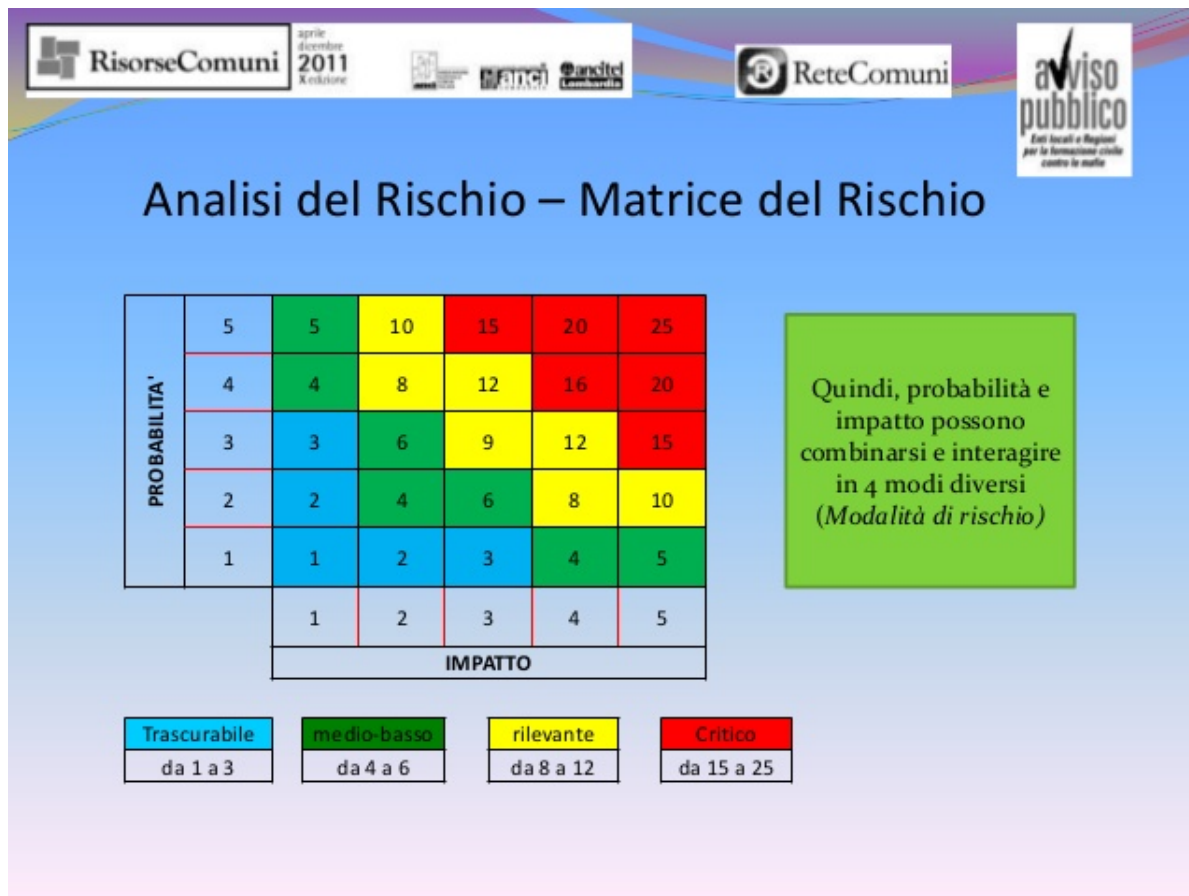 RisorseComuni
aprile
dicembre
2011
X edizione
anci
ancitel
Lombardia
ReteComuni
avviso
pubblico
Enti locali e Regioni
per la formazione civile
contro le mafie
Analisi del Rischio – Matrice del Rischio
PROBABILITA'
5 5 10 15 20 25
4 4 8 12 16 20
3 3 6 9 12 15
2 2 4 6 8 10
1 1 2 3 4 5
1 2 3 4 5
IMPATTO
Quindi, probabilità e
impatto possono
combinarsi e interagire
in 4 modi diversi
(Modalità di rischio)
Trascurabile medio-basso rilevante Critico
da 1 a 3 da 4 a 6 da 8 a 12 da 15 a 25